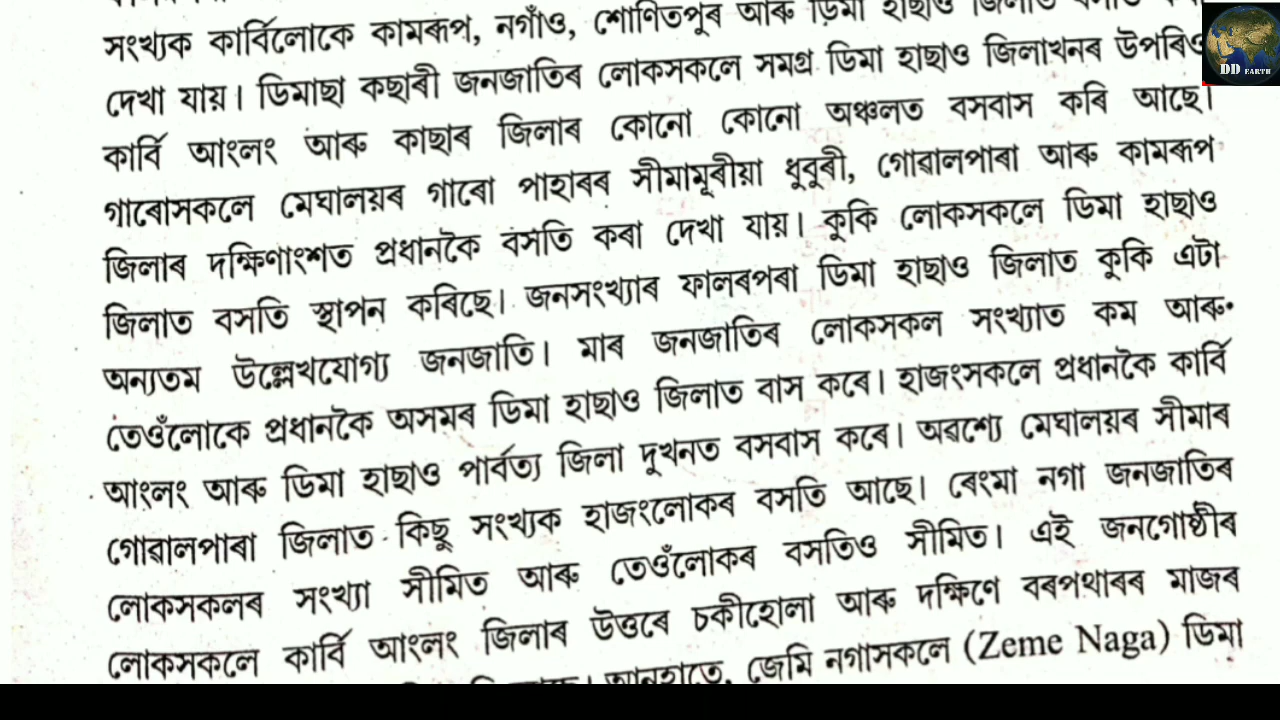 সংখ্যক কাৰ্বিলোকে কামৰূপ, নগাঁও, শোণিতপুৰ আৰু ডিমা হাছাও জিলাত
DD EARTH
দেখা যায়। ডিমাছা কছাৰী জনজাতিৰ লোকসকলে সমগ্ৰ ডিমা হাছাও জিলাখনৰ উপৰিও
কাৰ্বি আংলং আৰু কাছাৰ জিলাৰ কোনো কোনো অঞ্চলত বসবাস কৰি আছে।
গাৰোসকলে মেঘালয়ৰ গাৰো পাহাৰৰ সীমামূৰীয়া ধুবুৰী, গোৱালপাৰা আৰু কামৰূপ
জিলাৰ দক্ষিণাংশত প্ৰধানকৈ বসতি কৰা দেখা যায়। কুকি লোকসকলে ডিমা হাছাও
জিলাত বসতি স্থাপন কৰিছে। জনসংখ্যাৰ ফালৰপৰা ডিমা হাছাও জিলাত কুকি এটা
অন্যতম উল্লেখযোগ্য জনজাতি। মাৰ জনজাতিৰ লোকসকল সংখ্যাত কম আৰু
তেওঁলোকে প্ৰধানকৈ অসমৰ ডিমা হাছাও জিলাত বাস কৰে। হাজংসকলে প্ৰধানকৈ কাৰ্বি
আংলং আৰু ডিমা হাছাও পাৰ্বত্য জিলা দুখনত বসবাস কৰে। অৱশ্যে মেঘালয়ৰ সীমাৰ
গোৱালপাৰা জিলাত কিছু সংখ্যক হাজংলোকৰ বসতি আছে। ৰেংমা নগা জনজাতিৰ
লোকসকলৰ সংখ্যা সীমিত আৰু তেওঁলোকৰ বসতিও সীমিত। এই জনগোষ্ঠীৰ
লোকসকলে কাৰ্বি আংলং জিলাৰ উত্তৰে চকীহোলা আৰু দক্ষিণে বৰপথাৰৰ মাজৰ
আনহাতে, জেমি নগাসকলে (Zeme Naga) ডিমা